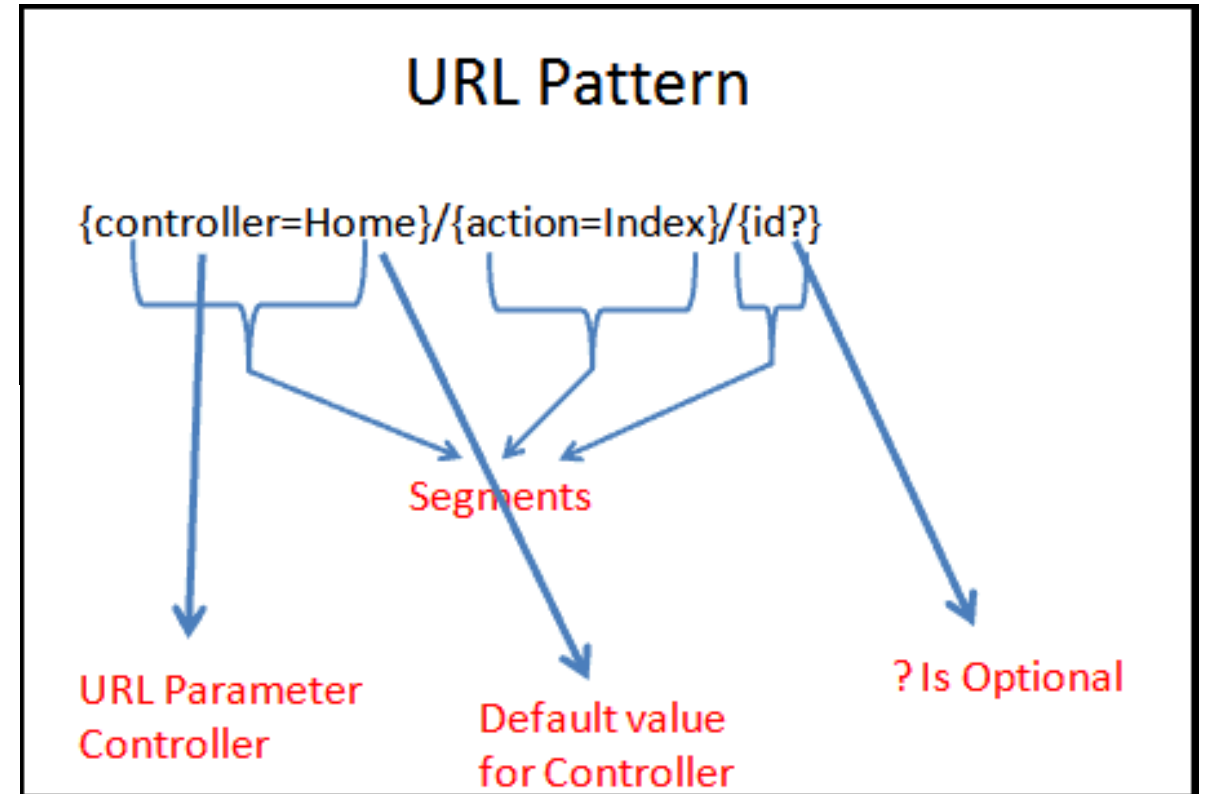 URL Pattern
{controller=Home}/{action=Index}/{id?}
Segments
URL Parameter
Controller
Default value
for Controller
? Is Optional